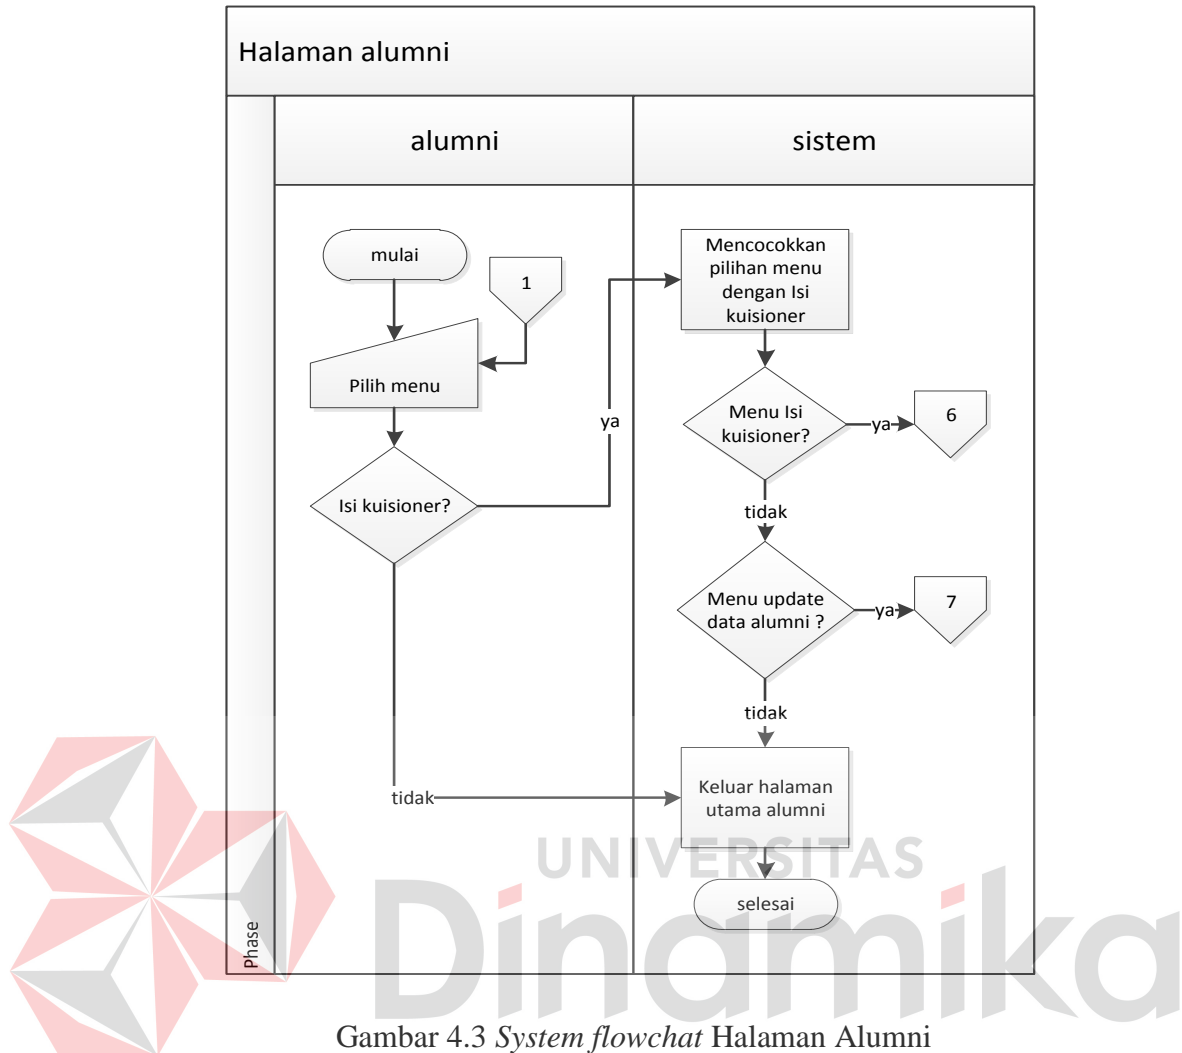 Halaman alumni
alumni
sistem
mulai
1
Pilih menu
Isi kuisioner?
ya
tidak
Mencocokkan
pilihan menu
dengan Isi
kuisioner
Menu Isi
kuisioner?
ya
6
tidak
Menu update
data alumni ?
ya
7
tidak
Keluar halaman
utama alumni
selesai
Phase
UNIVERSITAS
Dinamika
Gambar 4.3 System flowchat Halaman Alumni